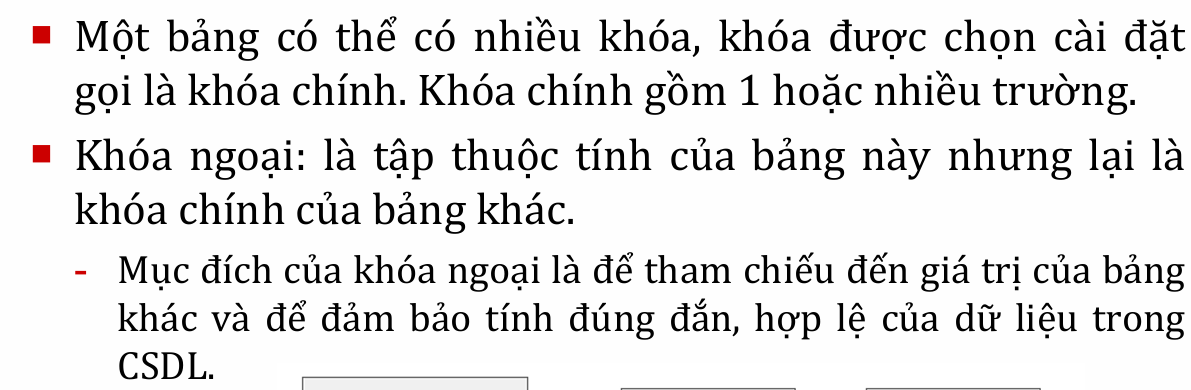 ▪ Một bảng có thể có nhiều khóa, khóa được chọn cài đặt
gọi là khóa chính. Khóa chính gồm 1 hoặc nhiều trường.
▪ Khóa ngoại: là tập thuộc tính của bảng này nhưng lại là
khóa chính của bảng khác.
- Mục đích của khóa ngoại là để tham chiếu đến giá trị của bảng
khác và để đảm bảo tính đúng đắn, hợp lệ của dữ liệu trong
CSDL.